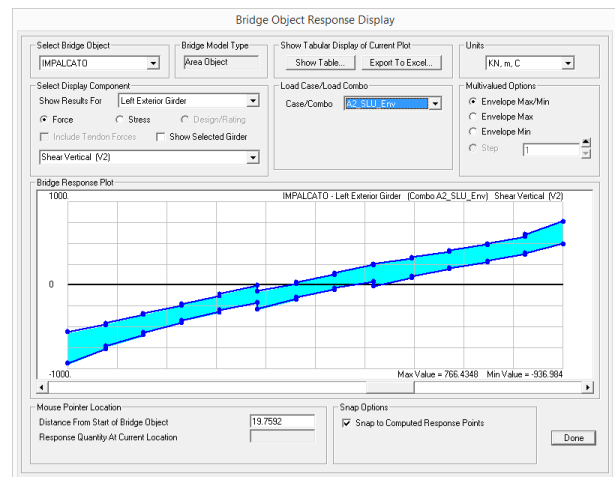 Bridge Object Response Display
Select Bridge Object
IMPALCATO
Bridge Model Type
Area Object
Show Tabular Display of Current Plot
Show Table...
Export To Excel...
Units
KN, m, C
Select Display Component
Show Results For
Left Exterior Girder
Force
Stress
Design/Rating
Include Tendon Forces
Show Selected Girder
Shear Vertical (V2)
Load Case/Load Combo
Case/Combo
A2_SLU_Env
Multivalued Options
Envelope Max/Min
Envelope Max
Envelope Min
Step
1
Bridge Response Plot
1000.
IMPALCATO - Left Exterior Girder (Combo A2_SLU_Env) Shear Vertical (V2)
0
-1000.
Max Value = 766.4348 Min Value = -936.984
Mouse Pointer Location
Distance From Start of Bridge Object
19.7592
Response Quantity At Current Location
Snap Options
Snap to Computed Response Points
Done